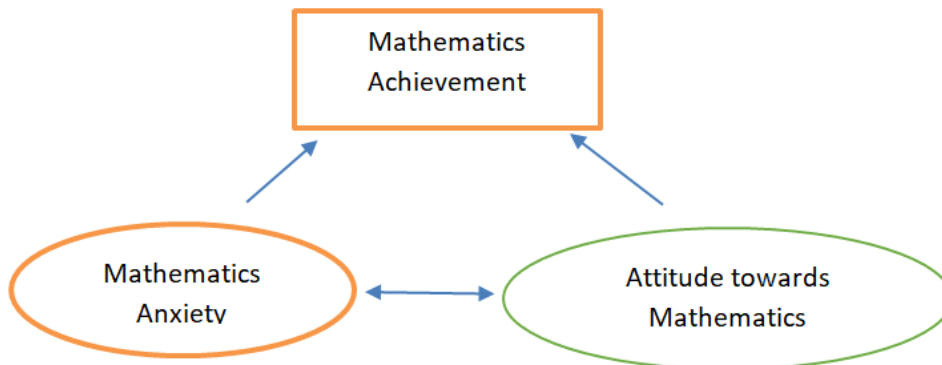 Mathematics
Achievement
Mathematics
Anxiety
Attitude towards
Mathematics